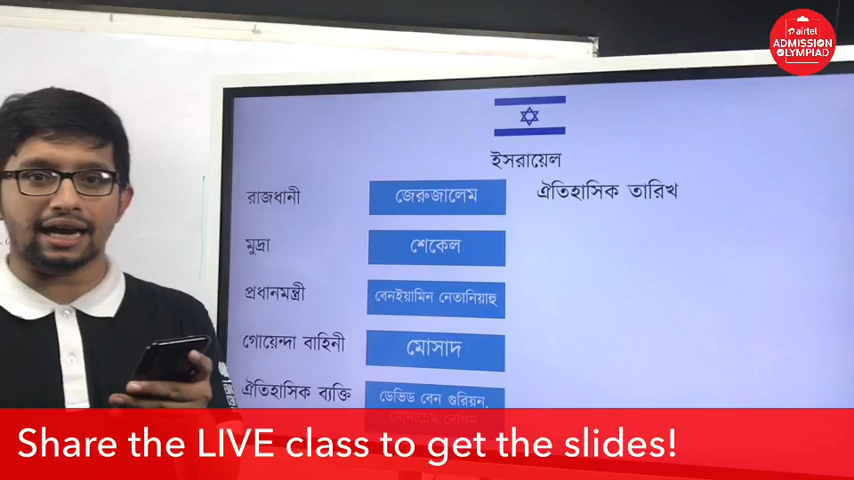 airtel
ADMISSION
OLYMPIAD
ইসরায়েল
রাজধানী জেরুজালেম ঐতিহাসিক তারিখ
মুদ্রা শেকেল
প্রধানমন্ত্রী বেনইয়ামিন নেতানিয়াহু
গোয়েন্দা বাহিনী মোসাদ
ঐতিহাসিক ব্যক্তি ডেভিড বেন গুরিয়ন,
মোনাচেম বেগিন
Share the LIVE class to get the slides!